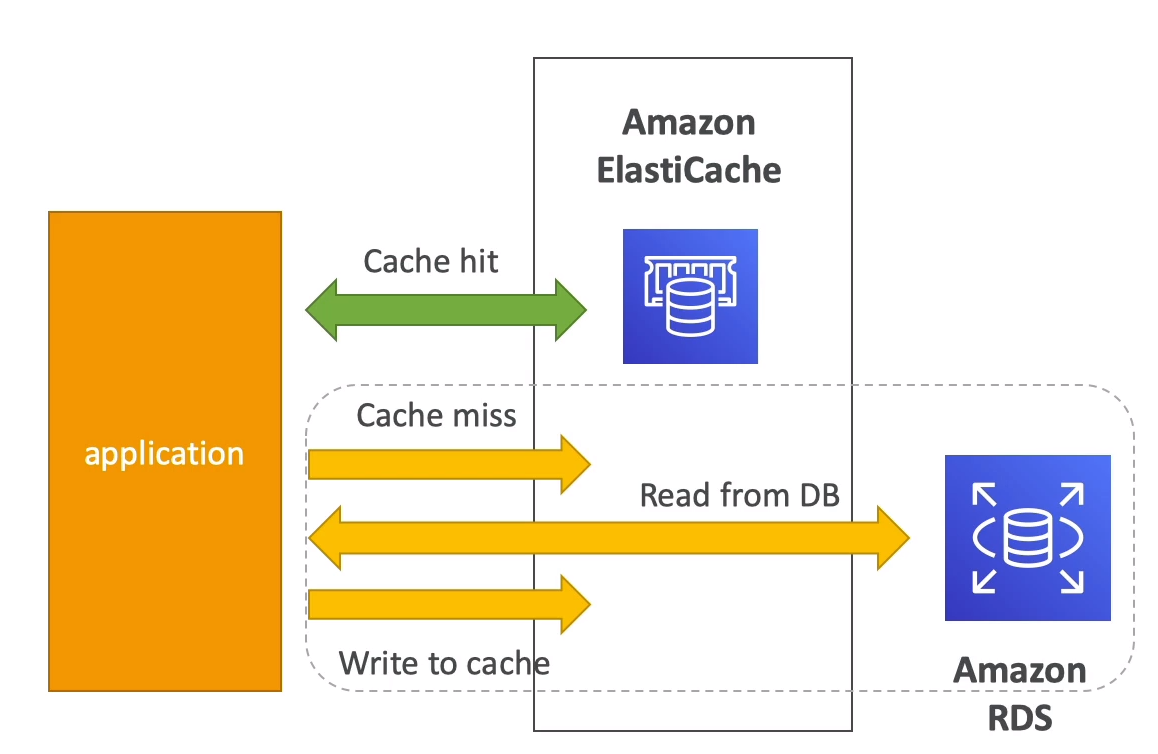 Amazon
ElastiCache
Cache hit
application
Cache miss
Read from DB
Write to cache
Amazon
RDS